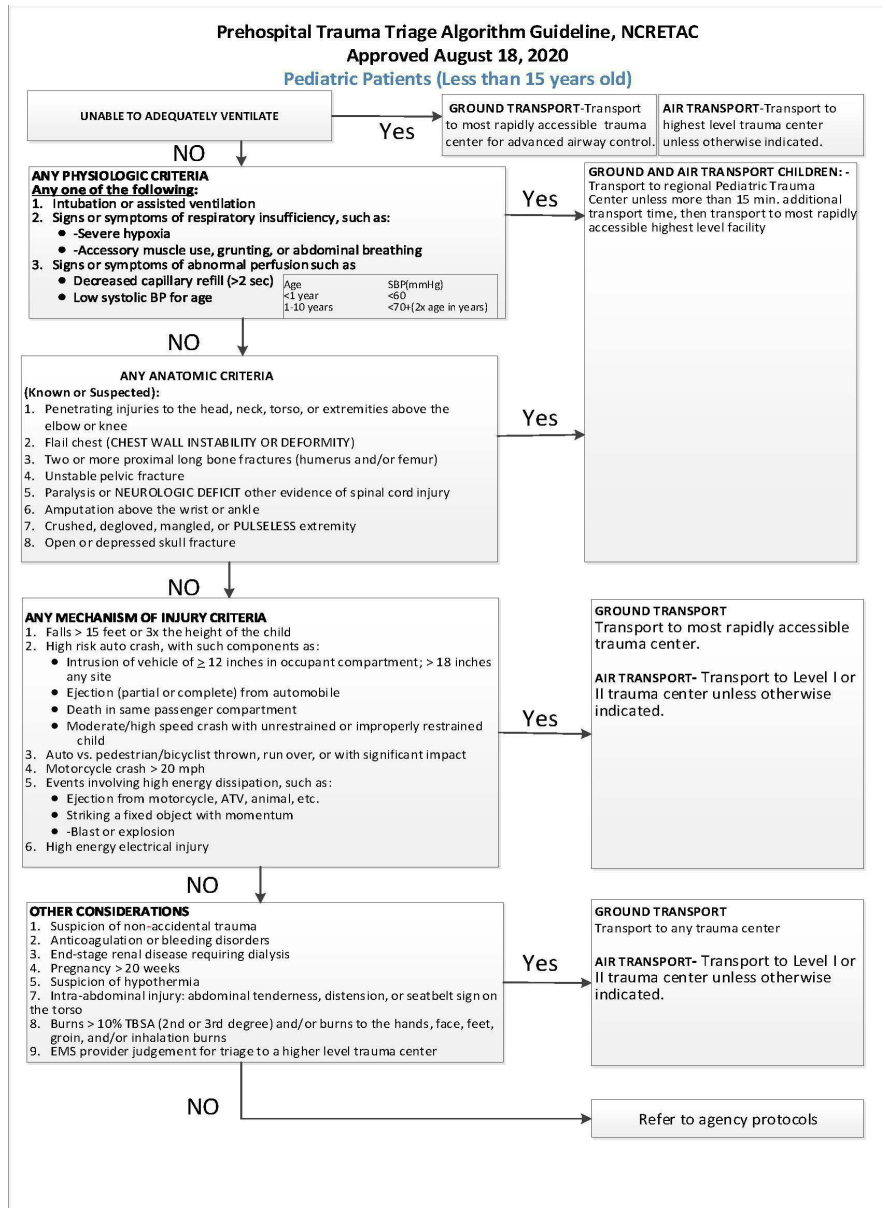 Prehospital Trauma Triage Algorithm Guideline, NCRETAC
Approved August 18, 2020
Pediatric Patients (Less than 15 years old)
UNABLE TO ADEQUATELY VENTILATE
Yes
GROUND TRANSPORT-Transport
to most rapidly accessible trauma
center for advanced airway control.
AIR TRANSPORT-Transport to
highest level trauma center
unless otherwise indicated.
NO
ANY PHYSIOLOGIC CRITERIA
Any one of the following:
1. Intubation or assisted ventilation
2. Signs or symptoms of respiratory insufficiency, such as:
● -Severe hypoxia
● -Accessory muscle use, grunting, or abdominal breathing
3. Signs or symptoms of abnormal perfusion such as
● Decreased capillary refill (>2 sec)
● Low systolic BP for age
Age SBP(mmHg)
<1 year <60
1-10 years <70+(2x age in years)
Yes
GROUND AND AIR TRANSPORT CHILDREN: -
Transport to regional Pediatric Trauma
Center unless more than 15 min. additional
transport time, then transport to most rapidly
accessible highest level facility
NO
ANY ANATOMIC CRITERIA
(Known or Suspected):
1. Penetrating injuries to the head, neck, torso, or extremities above the
elbow or knee
2. Flail chest (CHEST WALL INSTABILITY OR DEFORMITY)
3. Two or more proximal long bone fractures (humerus and/or femur)
4. Unstable pelvic fracture
5. Paralysis or NEUROLOGIC DEFICIT other evidence of spinal cord injury
6. Amputation above the wrist or ankle
7. Crushed, degloved, mangled, or PULSELESS extremity
8. Open or depressed skull fracture
Yes
NO
ANY MECHANISM OF INJURY CRITERIA
1. Falls > 15 feet or 3x the height of the child
2. High risk auto crash, with such components as:
● Intrusion of vehicle of ≥ 12 inches in occupant compartment; > 18 inches
any site
● Ejection (partial or complete) from automobile
● Death in same passenger compartment
● Moderate/high speed crash with unrestrained or improperly restrained
child
3. Auto vs. pedestrian/bicyclist thrown, run over, or with significant impact
4. Motorcycle crash > 20 mph
5. Events involving high energy dissipation, such as:
● Ejection from motorcycle, ATV, animal, etc.
● Striking a fixed object with momentum
● -Blast or explosion
6. High energy electrical injury
Yes
GROUND TRANSPORT
Transport to most rapidly accessible
trauma center.
AIR TRANSPORT- Transport to Level I or
II trauma center unless otherwise
indicated.
NO
OTHER CONSIDERATIONS
1. Suspicion of non-accidental trauma
2. Anticoagulation or bleeding disorders
3. End-stage renal disease requiring dialysis
4. Pregnancy > 20 weeks
5. Suspicion of hypothermia
7. Intra-abdominal injury: abdominal tenderness, distension, or seatbelt sign on
the torso
8. Burns > 10% TBSA (2nd or 3rd degree) and/or burns to the hands, face, feet,
groin, and/or inhalation burns
9. EMS provider judgement for triage to a higher level trauma center
Yes
GROUND TRANSPORT
Transport to any trauma center
AIR TRANSPORT- Transport to Level I or
II trauma center unless otherwise
indicated.
NO
Refer to agency protocols